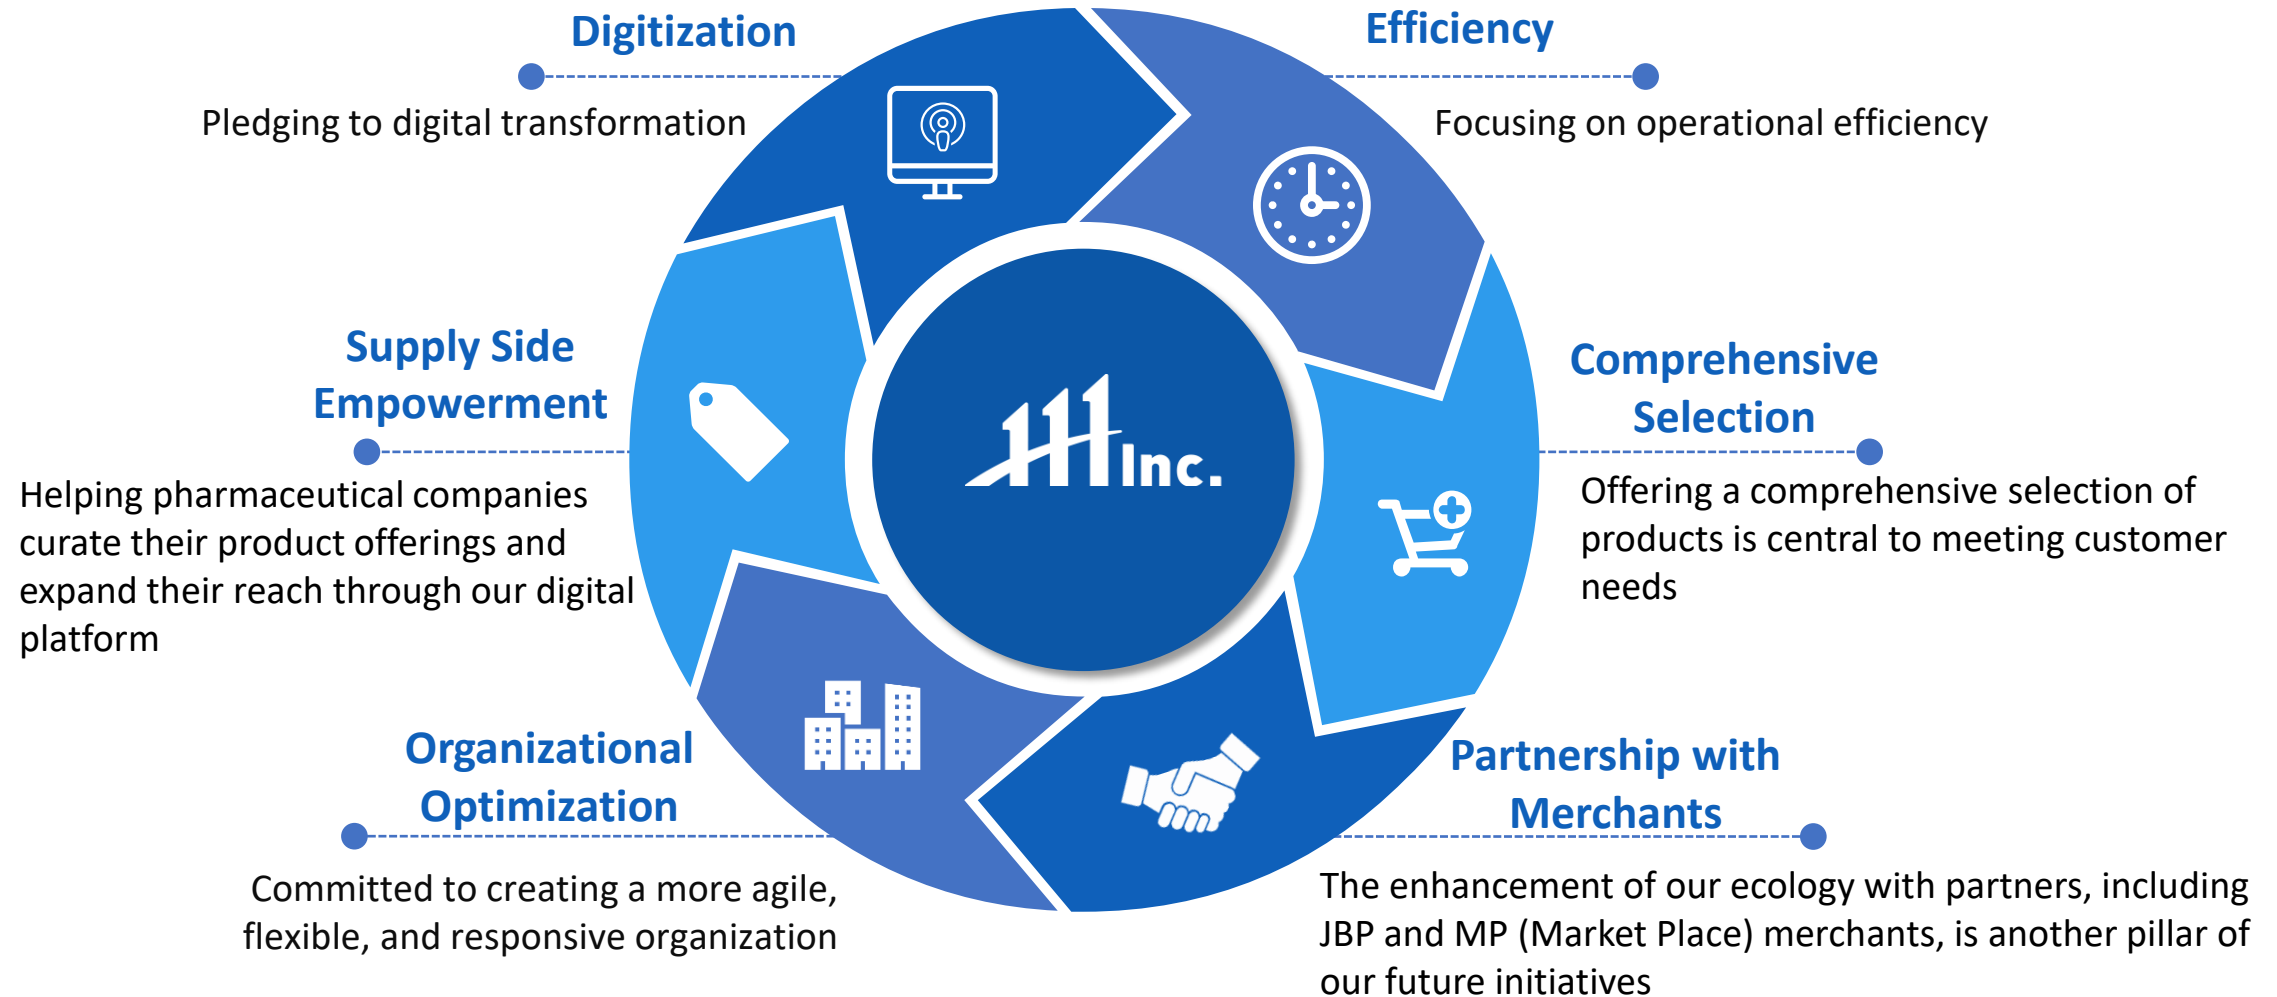 Digitization
Pledging to digital transformation
Efficiency
Focusing on operational efficiency
Supply Side
Empowerment
Helping pharmaceutical companies
curate their product offerings and
expand their reach through our digital
platform
111 Inc.
Comprehensive
Selection
Offering a comprehensive selection of
products is central to meeting customer
needs
Organizational
Optimization
Committed to creating a more agile,
flexible, and responsive organization
Partnership with
Merchants
The enhancement of our ecology with partners, including
JBP and MP (Market Place) merchants, is another pillar of
our future initiatives